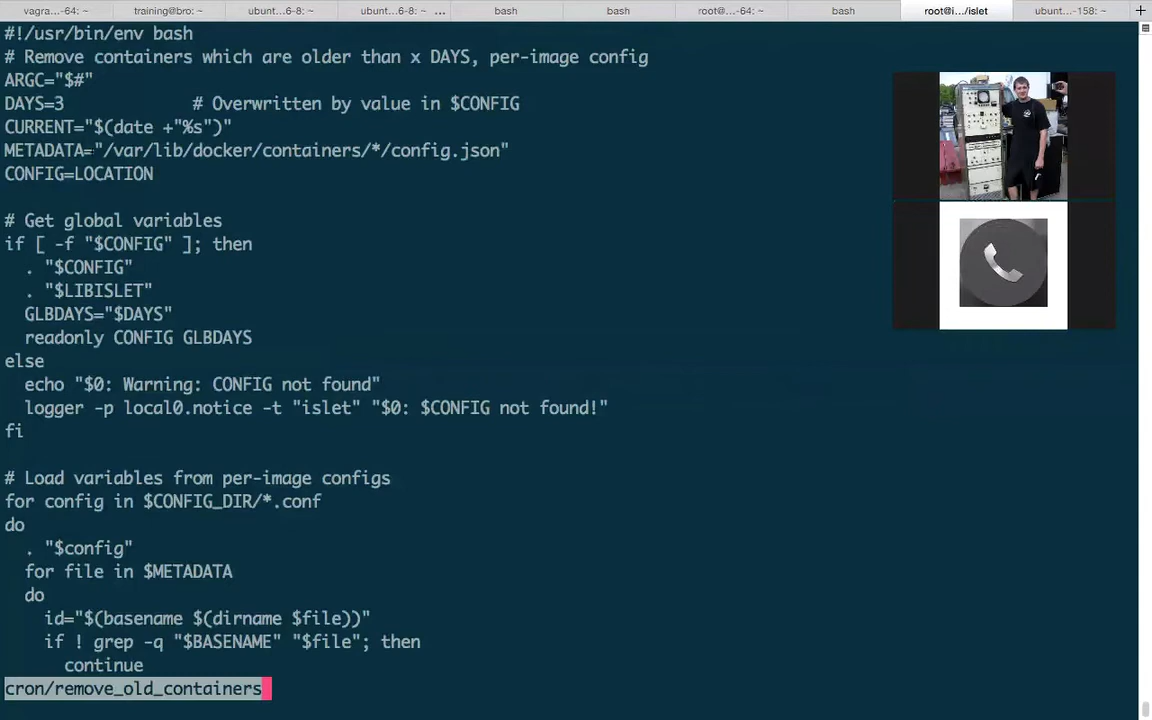 vagra...-64: ~ training@bro: ~ ubunt...6-8: ~ ubunt...6-8: ~ ... bash bash root@...-64: ~ bash root@i.../islet ubunt...-158: ~ +
#!/usr/bin/env bash
# Remove containers which are older than x DAYS, per-image config
ARGC="$#"
DAYS=3 # Overwritten by value in $CONFIG
CURRENT="$(date +"%s")"
METADATA="/var/lib/docker/containers/*/config.json"
CONFIG=LOCATION
# Get global variables
if [ -f "$CONFIG" ]; then
. "$CONFIG"
. "$LIBISLET"
GLBDAYS="$DAYS"
readonly CONFIG GLBDAYS
else
echo "$0: Warning: CONFIG not found"
logger -p local0.notice -t "islet" "$0: $CONFIG not found!"
fi
# Load variables from per-image configs
for config in $CONFIG_DIR/*.conf
do
. "$config"
for file in $METADATA
do
id="$(basename $(dirname $file))"
if ! grep -q "$BASENAME" "$file"; then
continue
cron/remove_old_containers